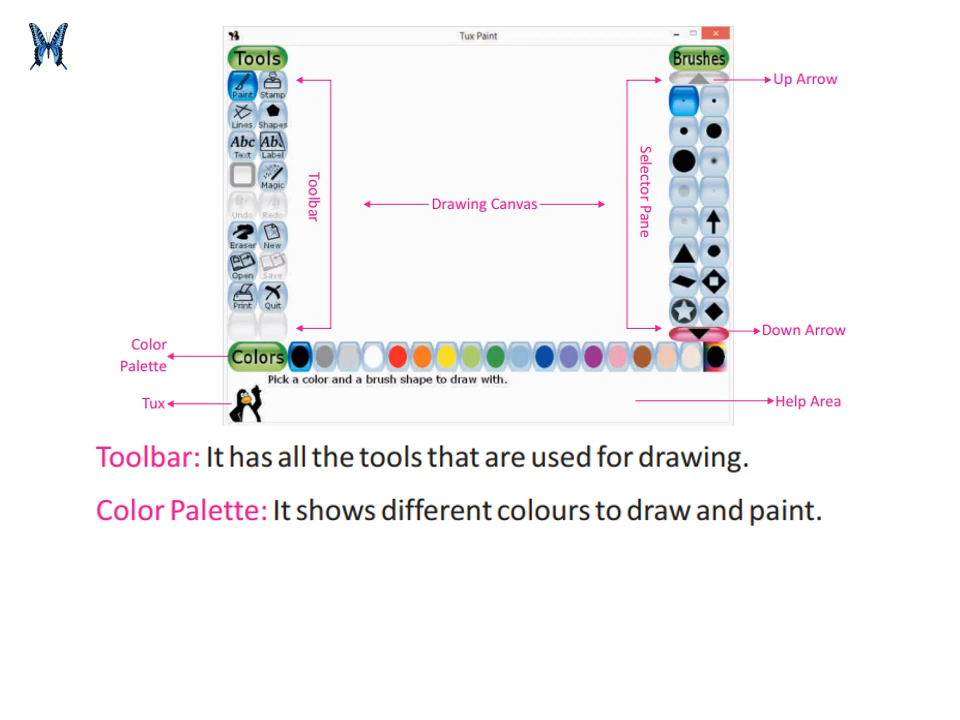 Tux Paint
Tools
Brushes
Paint
Stamp
Up Arrow
Lines
Shapes
Abc
Abc
Text
Label
Magic
Toolbar
Drawing Canvas
Selector Pane
Undo
Redo
Eraser
New
Open
Save
Print
Quit
Down Arrow
Color
Palette
Colors
Pick a color and a brush shape to draw with.
Tux
Help Area
Toolbar: It has all the tools that are used for drawing.
Color Palette: It shows different colours to draw and paint.